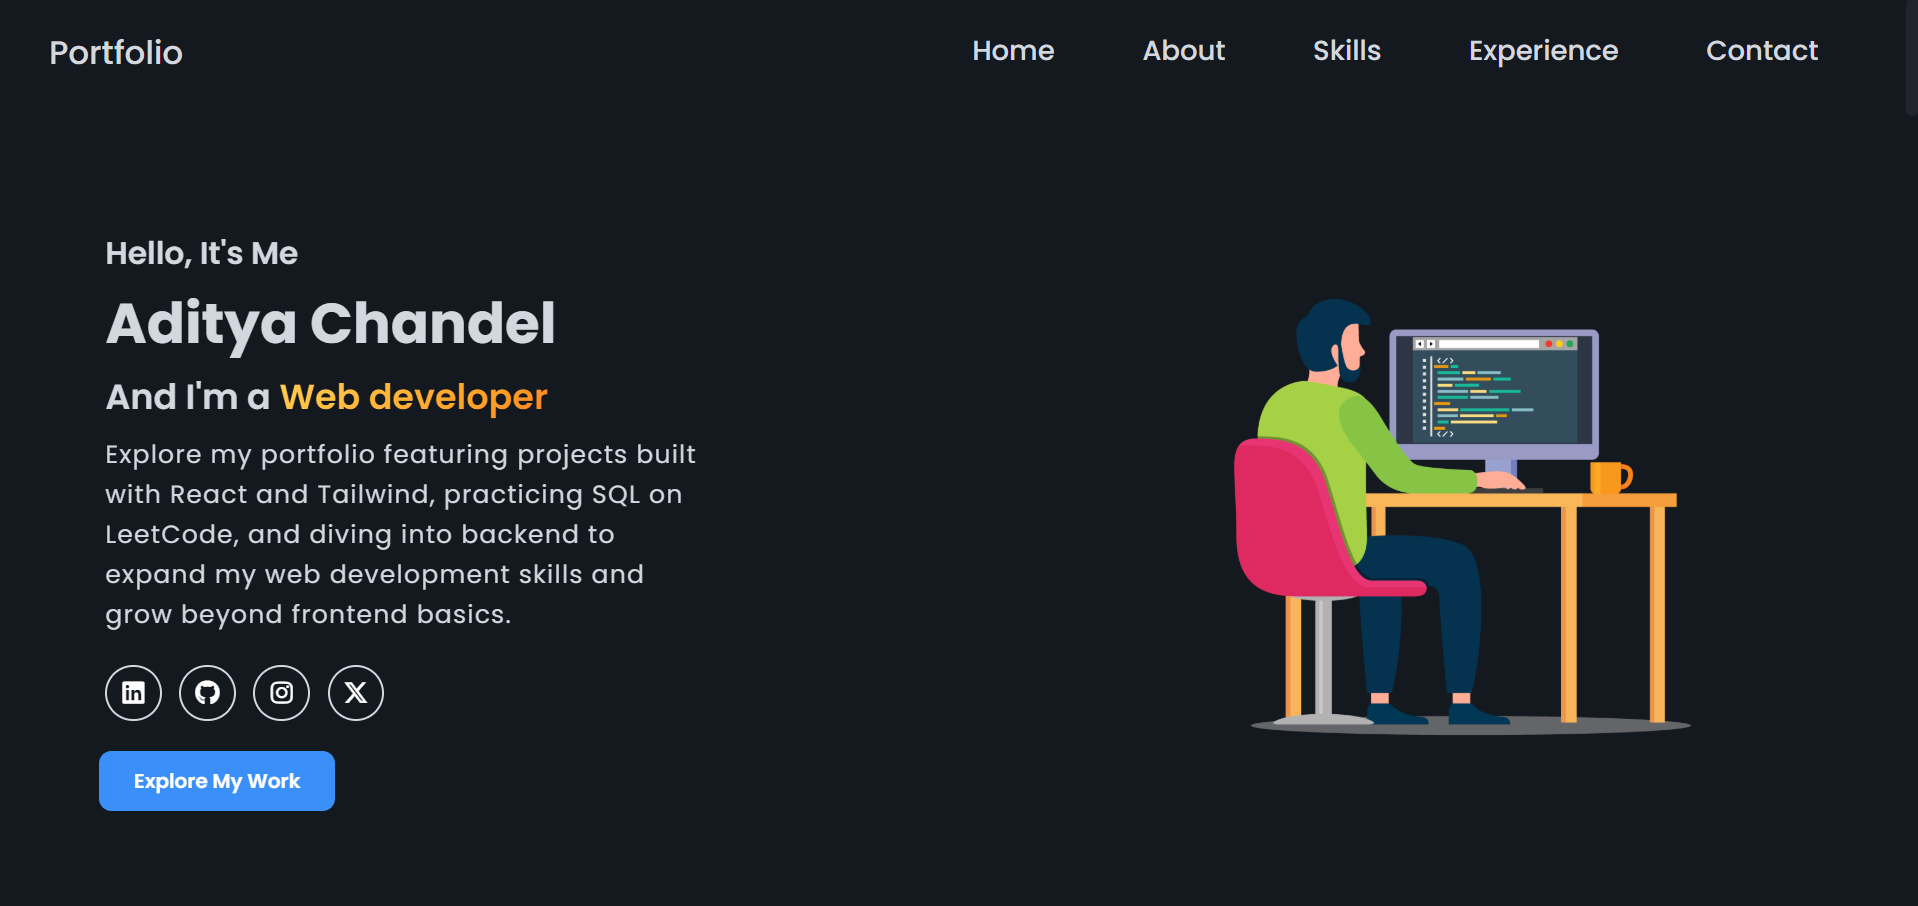 Portfolio
Home About Skills Experience Contact
Hello, It's Me
Aditya Chandel
And I'm a Web developer
Explore my portfolio featuring projects built
with React and Tailwind, practicing SQL on
LeetCode, and diving into backend to
expand my web development skills and
grow beyond frontend basics.
Explore My Work